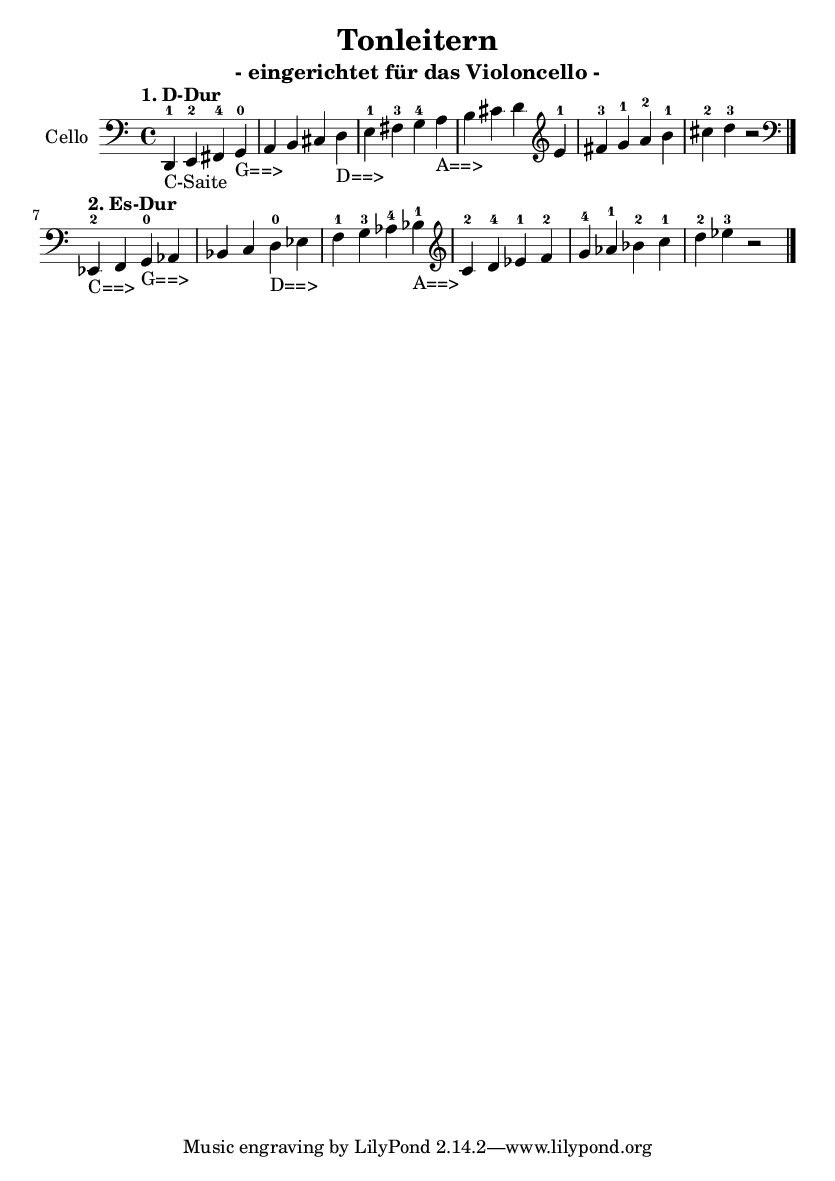 Tonleitern
- eingerichtet für das Violoncello -
1. D-Dur
1 2 4 0 1 3 4 1 3 1 2 1 2 3
Cello
C-Saite G==> D==> A==>
2. Es-Dur
7
2 0 0 1 3 4 1 2 4 1 2 4 1 2 1 2 3
C==> G==> D==> A==>
Music engraving by LilyPond 2.14.2—www.lilypond.org